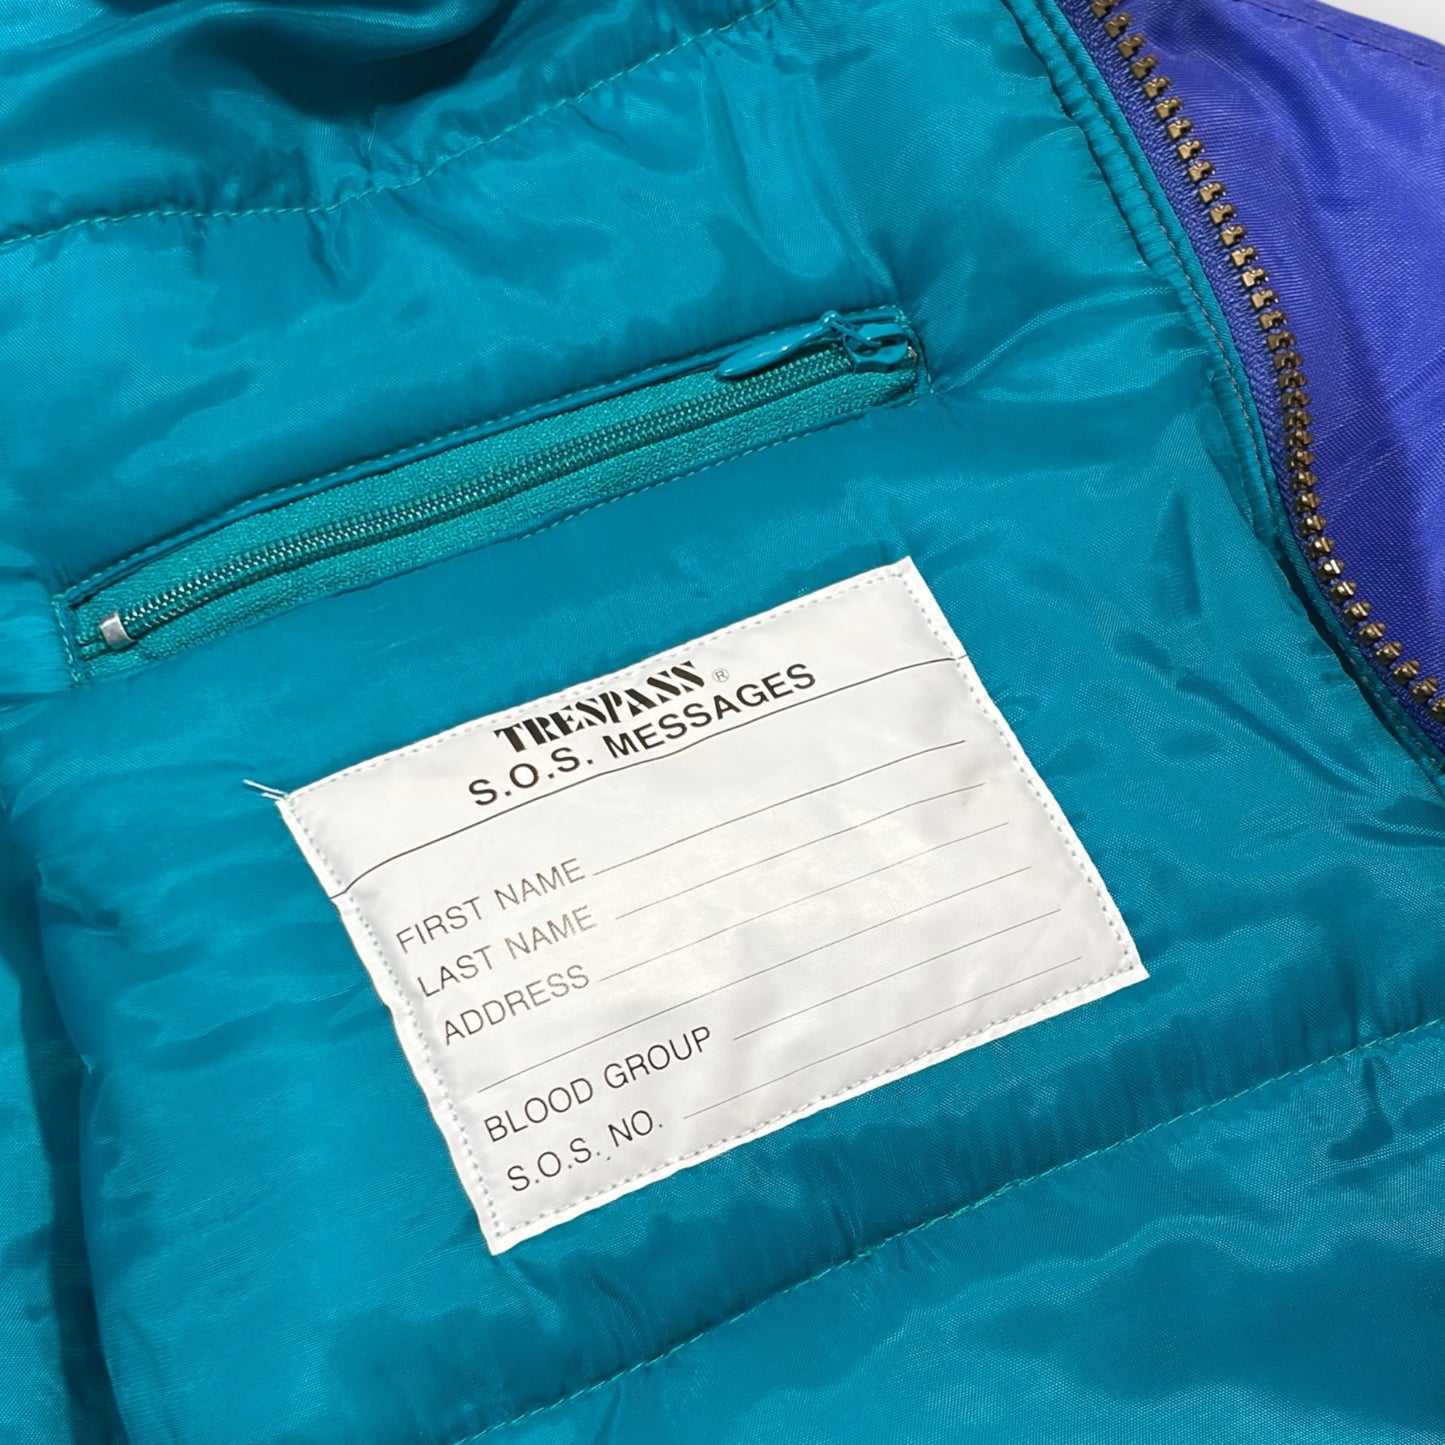 TRESPASS ®
S.O.S. MESSAGES
FIRST NAME
LAST NAME
ADDRESS
BLOOD GROUP
S.O.S. NO.